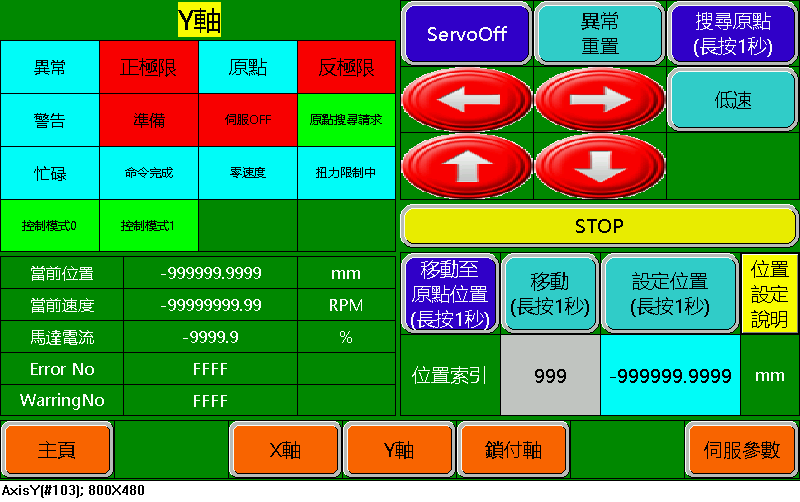 Y軸
異常
正極限
原點
反極限
警告
準備
伺服OFF
原點搜尋請求
忙碌
命令完成
零速度
扭力限制中
控制模式0
控制模式1
當前位置
-999999.9999
mm
當前速度
-99999999.99
RPM
馬達電流
-9999.9
%
Error No
FFFF
WarringNo
FFFF
ServoOff
異常
重置
搜尋原點
(長按1秒)
低速
STOP
移動至
原點位置
(長按1秒)
移動
(長按1秒)
設定位置
(長按1秒)
位置
設定
說明
位置索引
999
-999999.9999
mm
主頁
X軸
Y軸
鎖付軸
伺服參數
AxisY(#103); 800X480